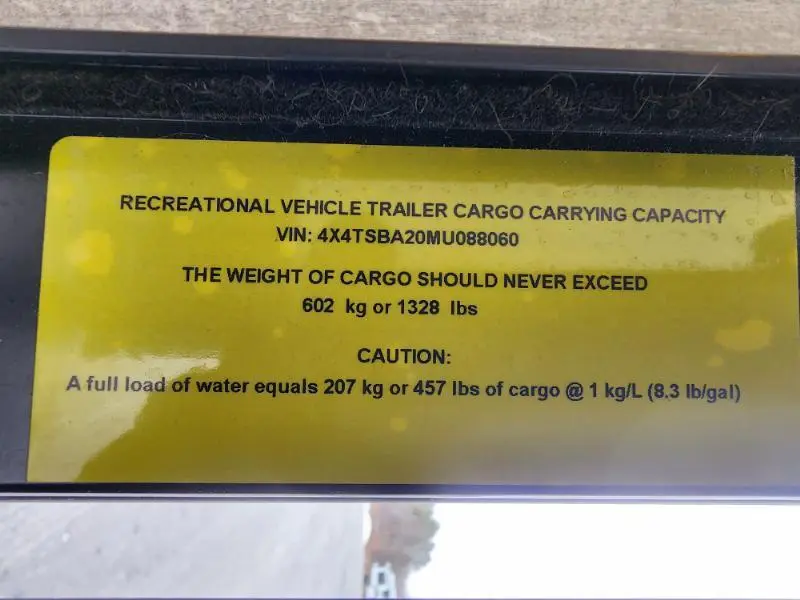 RECREATIONAL VEHICLE TRAILER CARGO CARRYING CAPACITY
VIN: 4X4TSBA20MU088060
THE WEIGHT OF CARGO SHOULD NEVER EXCEED
602 kg or 1328 lbs
CAUTION:
A full load of water equals 207 kg or 457 lbs of cargo @ 1 kg/L (8.3 lb/gal)